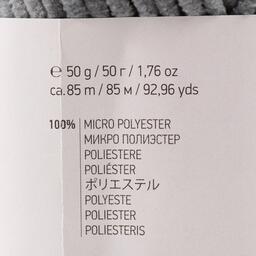 ℮ 50 g / 50 г / 1,76 oz
ca. 85 m / 85 м / 92,96 yds
100% MICRO POLYESTER
МИКРО ПОЛИЭСТЕР
POLIESTERE
POLIÉSTER
ポリエステル
POLYESTE
POLIESTER
POLIESTERIS